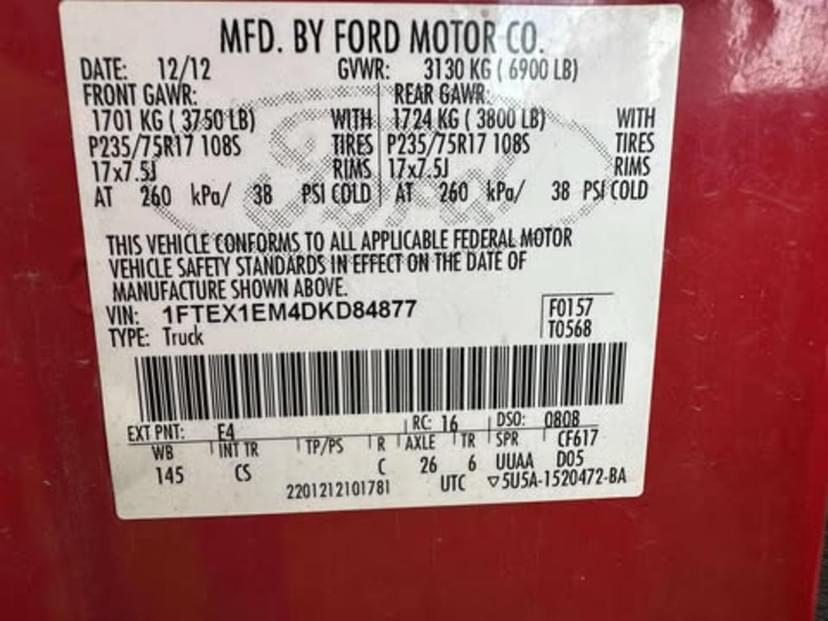 MFD. BY FORD MOTOR CO.
DATE: 12/12 GVWR: 3130 KG ( 6900 LB)
FRONT GAWR: REAR GAWR:
1701 KG ( 3750 LB) WITH 1724 KG ( 3800 LB) WITH
P235/75R17 108S TIRES P235/75R17 108S TIRES
17x7.5J RIMS 17x7.5J RIMS
AT 260 kPa/ 38 PSI COLD AT 260 kPa/ 38 PSI COLD
Ford
THIS VEHICLE CONFORMS TO ALL APPLICABLE FEDERAL MOTOR
VEHICLE SAFETY STANDARDS IN EFFECT ON THE DATE OF
MANUFACTURE SHOWN ABOVE.
VIN: 1FTEX1EM4DKD84877 F0157
TYPE: Truck T0568
EXT PNT: E4 RC: 16 DSO: 080B
WB INT TR TP/PS R AXLE TR SPR CF617
145 CS C 26 6 UUAA D05
2201212101781 UTC ▽5U5A-1520472-BA